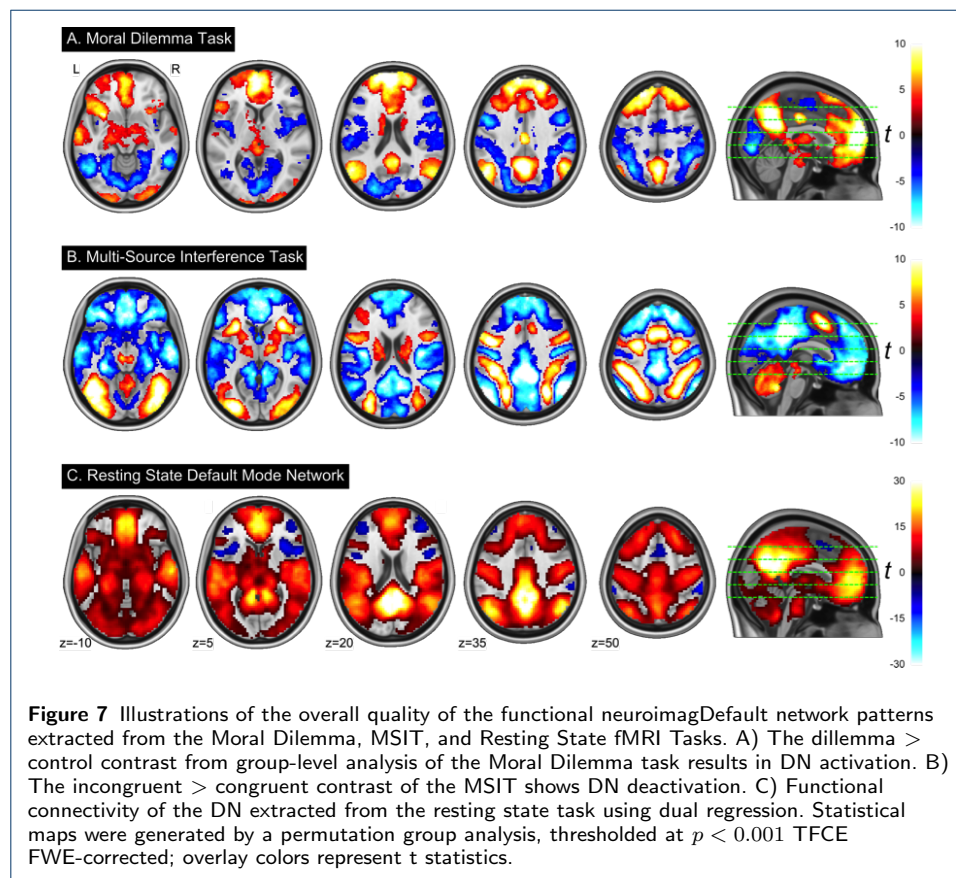 A. Moral Dilemma Task
L R
10
5
0
-5
-10
t
B. Multi-Source Interference Task
10
5
0
-5
-10
t
C. Resting State Default Mode Network
30
15
0
-15
-30
t
z=-10 z=5 z=20 z=35 z=50
Figure 7 Illustrations of the overall quality of the functional neuroimagDefault network patterns
extracted from the Moral Dilemma, MSIT, and Resting State fMRI Tasks. A) The dillemma >
control contrast from group-level analysis of the Moral Dilemma task results in DN activation. B)
The incongruent > congruent contrast of the MSIT shows DN deactivation. C) Functional
connectivity of the DN extracted from the resting state task using dual regression. Statistical
maps were generated by a permutation group analysis, thresholded at p < 0.001 TFCE
FWE-corrected; overlay colors represent t statistics.